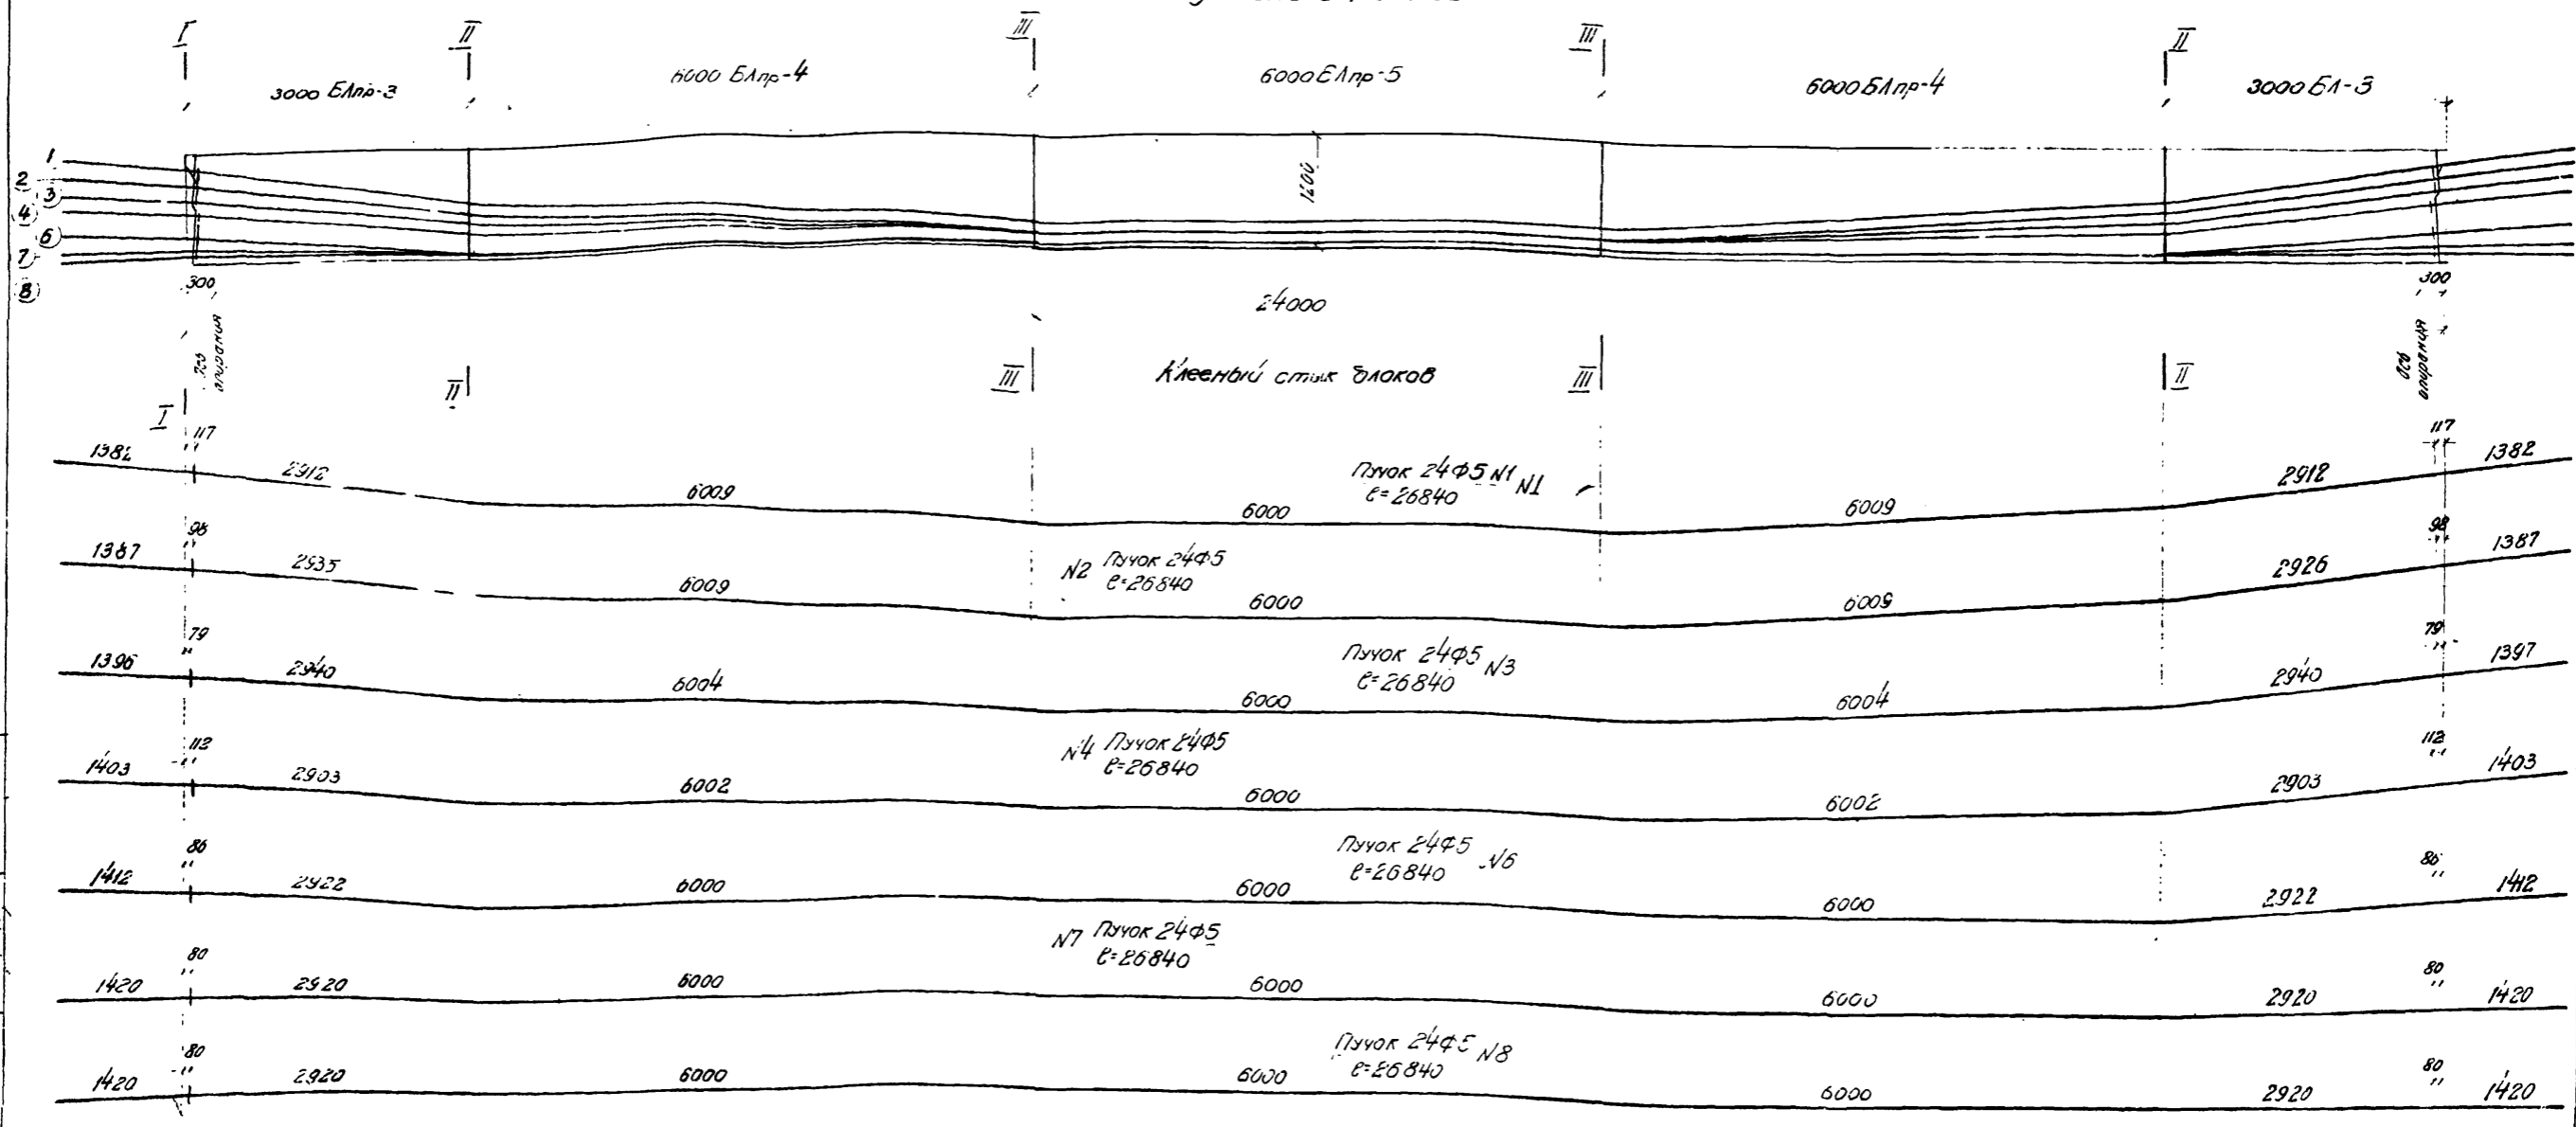 I II III III II
3000 БЛпр-3
6000 БЛпр-4
6000 БЛпр-5
6000 БЛпр-4
3000 БЛ-3
1
2
3
4
6
7
8
1200
300
300
24000
опирания
ось опирания
I II III
Клееный стык блоков
III II
1382 117 2912 6009 6000 6009 2912 117 1382
Пучок 24Ф5 N1 N1
ℓ=26840
1387 98 2935 6009 6000 6009 2926 98 1387
N2 Пучок 24Ф5
ℓ=26840
1396 79 2940 6004 6000 6004 2940 79 1397
Пучок 24Ф5 N3
ℓ=26840
1403 112 2903 6002 6000 6002 2903 112 1403
N4 Пучок 24Ф5
ℓ=26840
1412 86 2922 6000 6000 6000 2922 86 1412
Пучок 24Ф5 N6
ℓ=26840
1420 80 2920 6000 6000 6000 2920 80 1420
N7 Пучок 24Ф5
ℓ=26840
1420 80 2920 6000 6000 6000 2920 80 1420
Пучок 24Ф5 N8
ℓ=26840